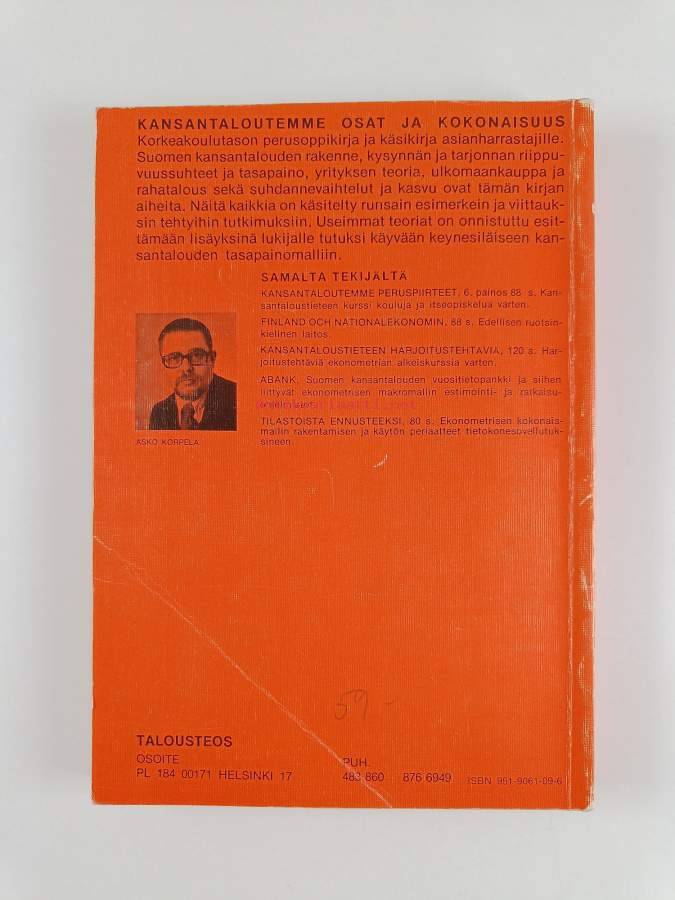 KANSANTALOUTEMME OSAT JA KOKONAISUUS
Korkeakoulutason perusoppikirja ja käsikirja asianharrastajille.
Suomen kansantalouden rakenne, kysynnän ja tarjonnan riippu-
vuussuhteet ja tasapaino, yrityksen teoria, ulkomaankauppa ja
rahatalous sekä suhdannevaihtelut ja kasvu ovat tämän kirjan
aiheita. Näitä kaikkia on käsitelty runsain esimerkein ja viittauk-
sin tehtyihin tutkimuksiin. Useimmat teoriat on onnistuttu esit-
tämään lisäyksinä lukijalle tutuksi käyvään keynesiläiseen kan-
santalouden tasapainomalliin.
SAMALTA TEKIJÄLTÄ
KANSANTALOUTEMME PERUSPIIRTEET, 6. painos 88 s. Kan-
santaloustieteen kurssi kouluja ja itseopiskelua varten.
FINLAND OCH NATIONALEKONOMIN, 88 s. Edellisen ruotsin-
kielinen laitos.
KANSANTALOUSTIETEEN HARJOITUSTEHTÄVIÄ, 120 s. Har-
joitustehtäviä ekonometrian alkeiskurssia varten.
ABANK, Suomen kansantalouden vuositietopankki ja siihen
liittyvät ekonometrisen makromallin estimointi- ja ratkaisu-
TILASTOISTA ENNUSTEEKSI, 80 s. Ekonometrisen kokonais-
mallin rakentamisen ja käytön periaatteet tietokonesovellutuk-
sineen.
ASKO KORPELA
59-
TALOUSTEOS
OSOITE
PL 184 00171 HELSINKI 17
PUH.
483 860 876 6949
ISBN 951-9061-09-6